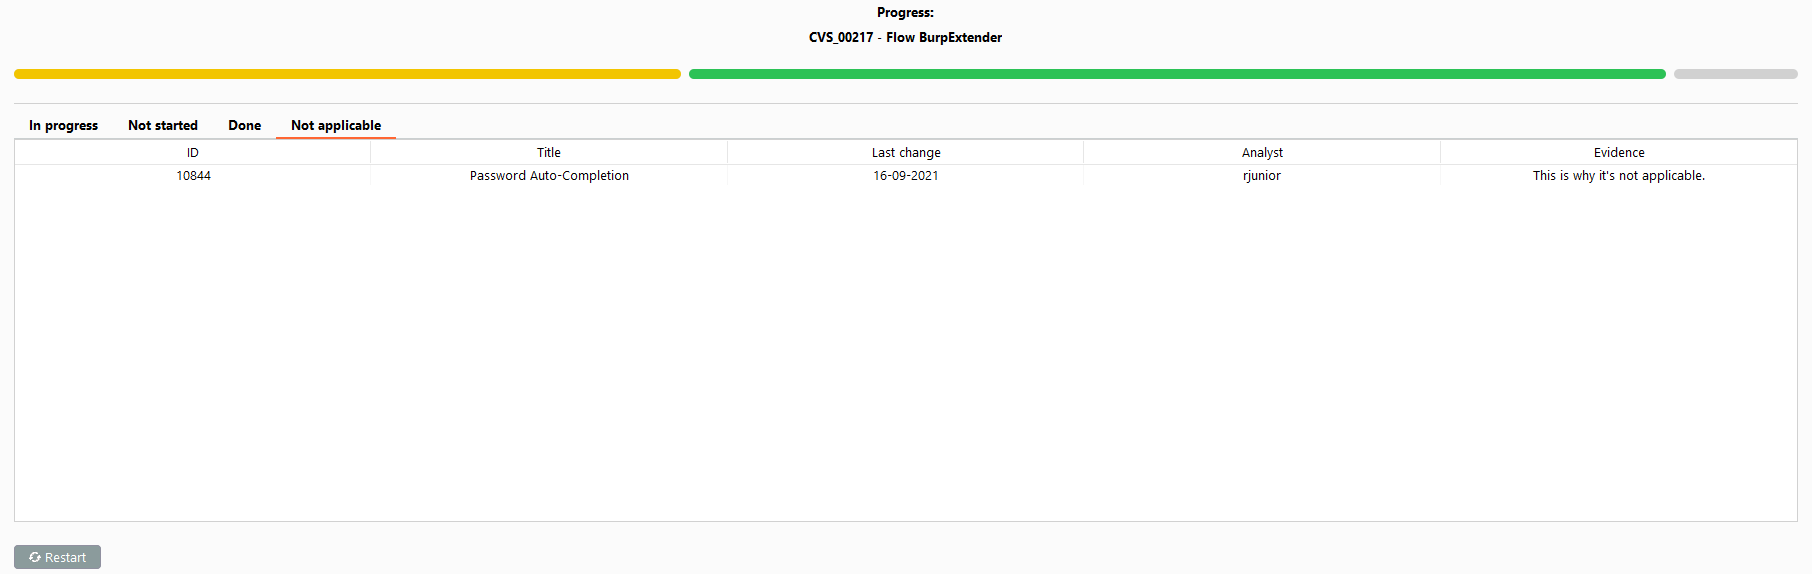 Progress:
CVS_00217 - Flow BurpExtender
In progress Not started Done Not applicable
ID Title Last change Analyst Evidence
10844 Password Auto-Completion 16-09-2021 rjunior This is why it's not applicable.
Restart